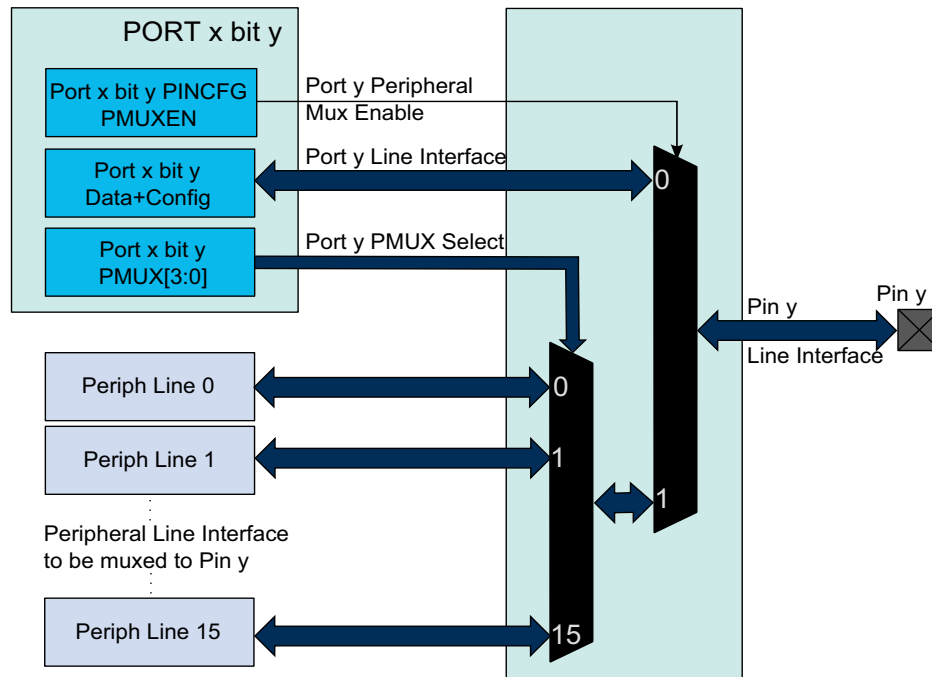 PORT x bit y
Port x bit y PINCFG
PMUXEN
Port y Peripheral
Mux Enable
Port x bit y
Data+Config
Port y Line Interface
0
Port x bit y
PMUX[3:0]
Port y PMUX Select
Pin y
Line Interface
Pin y
Periph Line 0
0
Periph Line 1
1
1
Peripheral Line Interface
to be muxed to Pin y
Periph Line 15
15